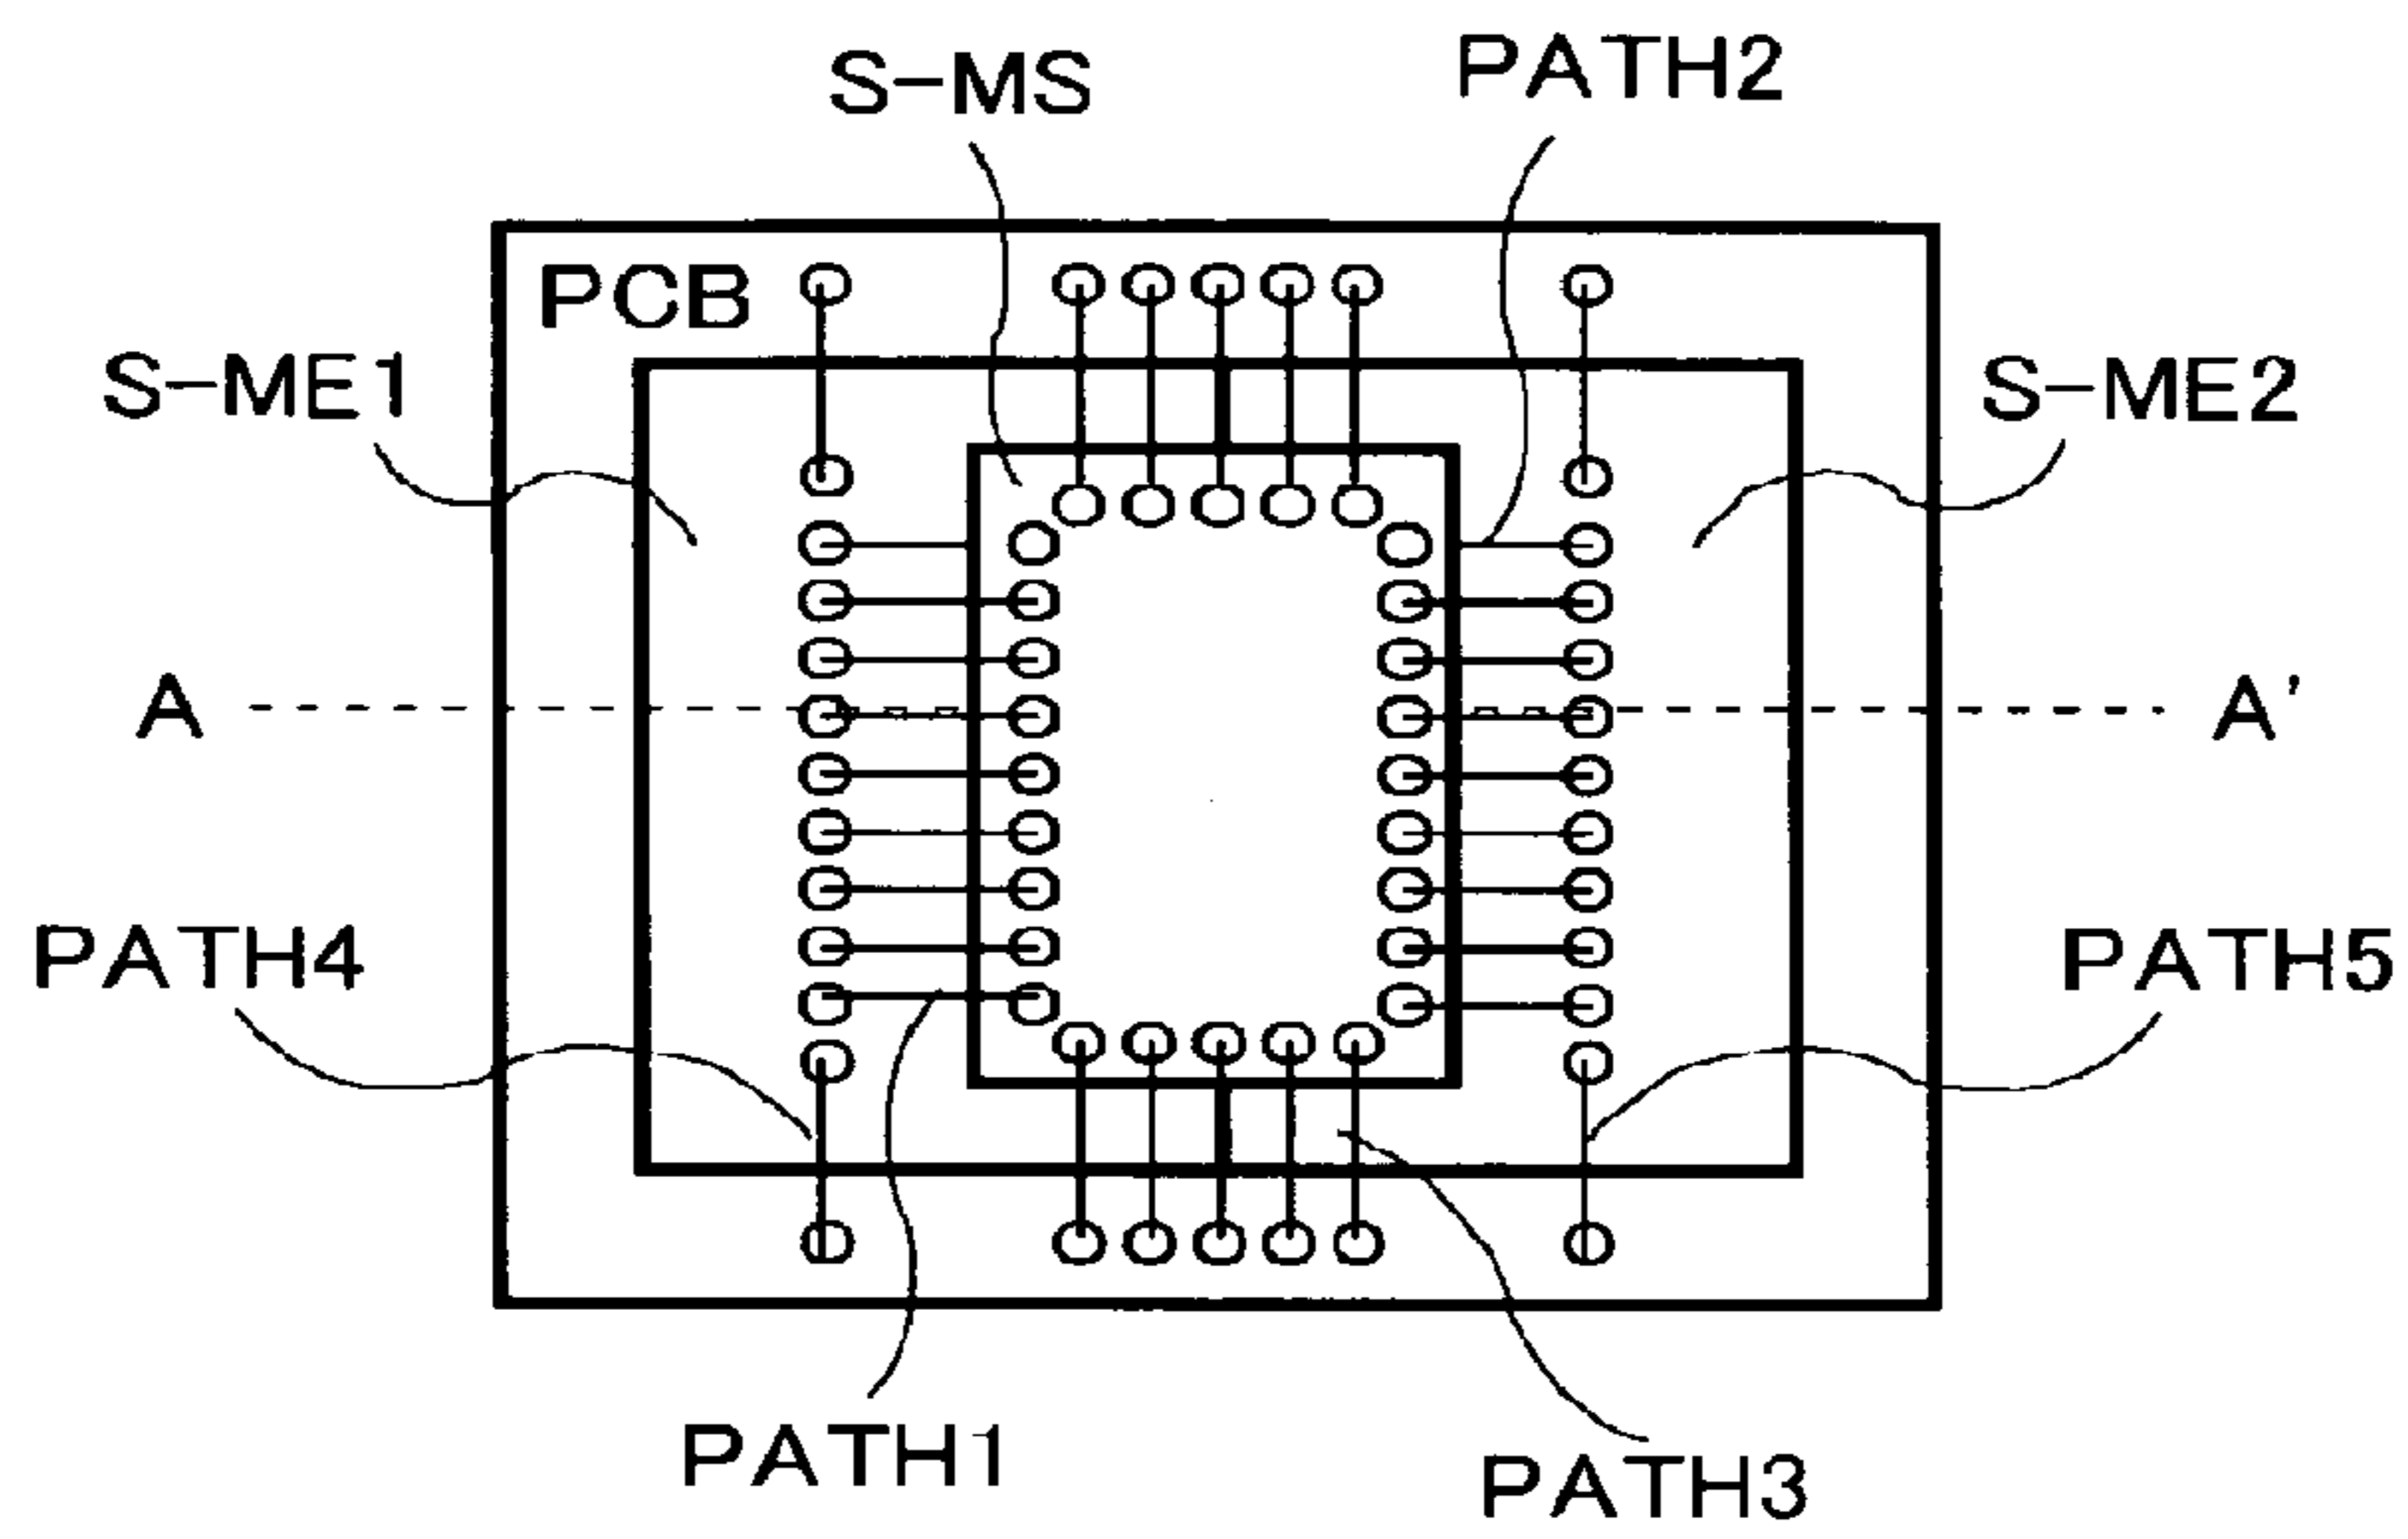 PATH2
S-MS
PCB
S-ME1
S-ME2
A
A'
PATH4
PATH5
PATH1
PATH3